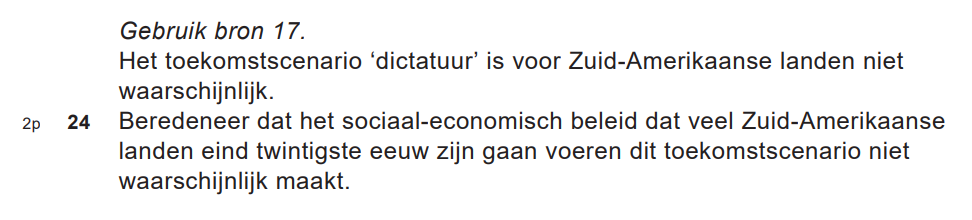 Gebruik bron 17.
Het toekomstscenario ‘dictatuur’ is voor Zuid-Amerikaanse landen niet
waarschijnlijk.
2p 24 Beredeneer dat het sociaal-economisch beleid dat veel Zuid-Amerikaanse
landen eind twintigste eeuw zijn gaan voeren dit toekomstscenario niet
waarschijnlijk maakt.